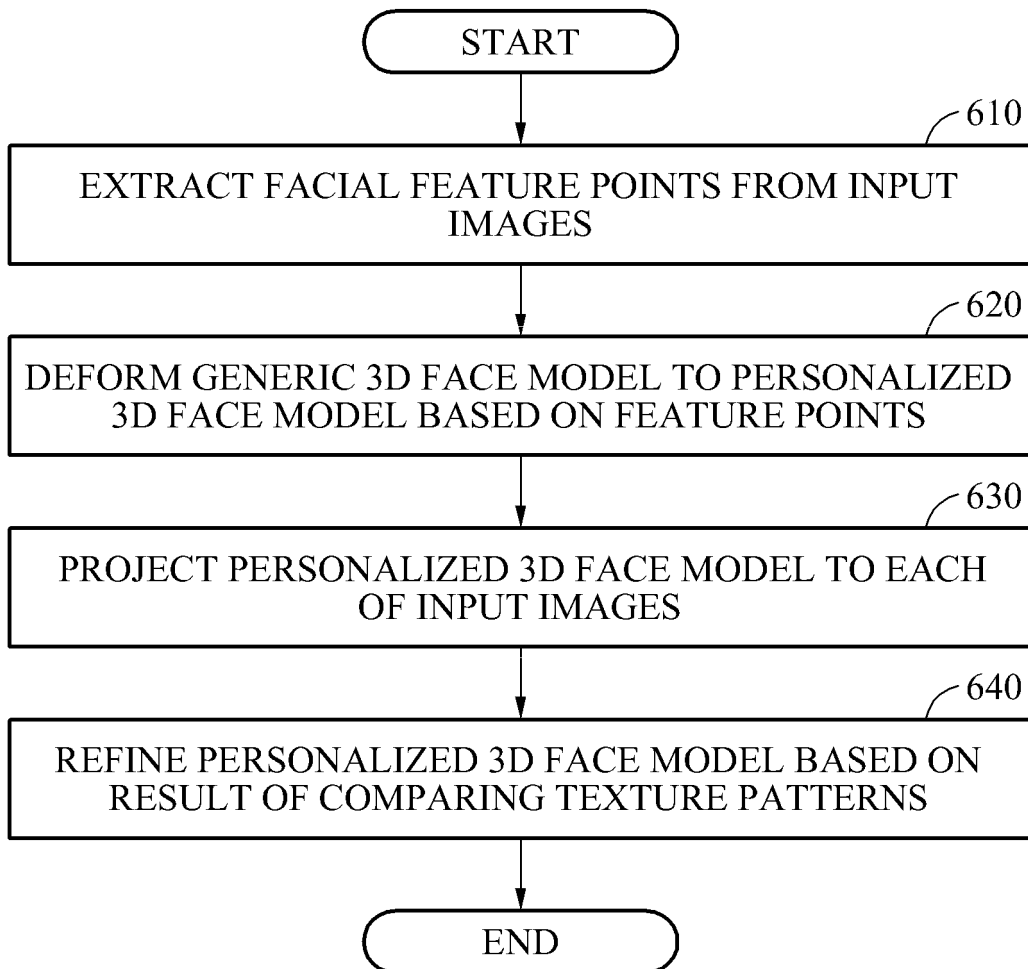 START
610
EXTRACT FACIAL FEATURE POINTS FROM INPUT
IMAGES
620
DEFORM GENERIC 3D FACE MODEL TO PERSONALIZED
3D FACE MODEL BASED ON FEATURE POINTS
630
PROJECT PERSONALIZED 3D FACE MODEL TO EACH
OF INPUT IMAGES
640
REFINE PERSONALIZED 3D FACE MODEL BASED ON
RESULT OF COMPARING TEXTURE PATTERNS
END